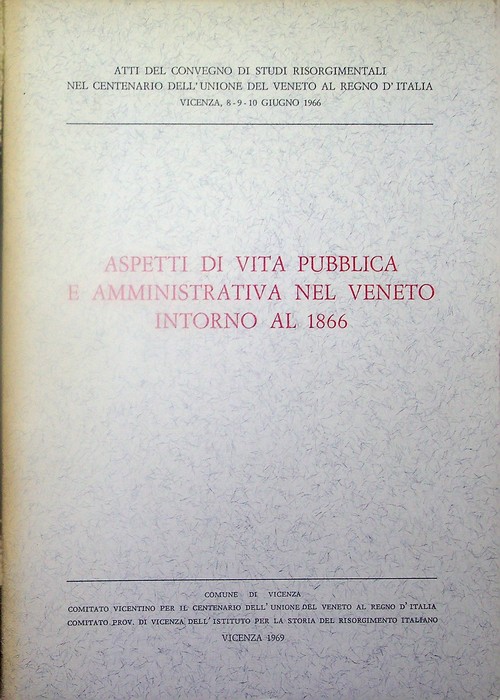 ATTI DEL CONVEGNO DI STUDI RISORGIMENTALI
NEL CENTENARIO DELL'UNIONE DEL VENETO AL REGNO D'ITALIA
VICENZA, 8-9-10 GIUGNO 1966
ASPETTI DI VITA PUBBLICA
E AMMINISTRATIVA NEL VENETO
INTORNO AL 1866
COMUNE DI VICENZA
COMITATO VICENTINO PER IL CENTENARIO DELL'UNIONE DEL VENETO AL REGNO D'ITALIA
COMITATO PROV. DI VICENZA DELL'ISTITUTO PER LA STORIA DEL RISORGIMENTO ITALIANO
VICENZA 1969